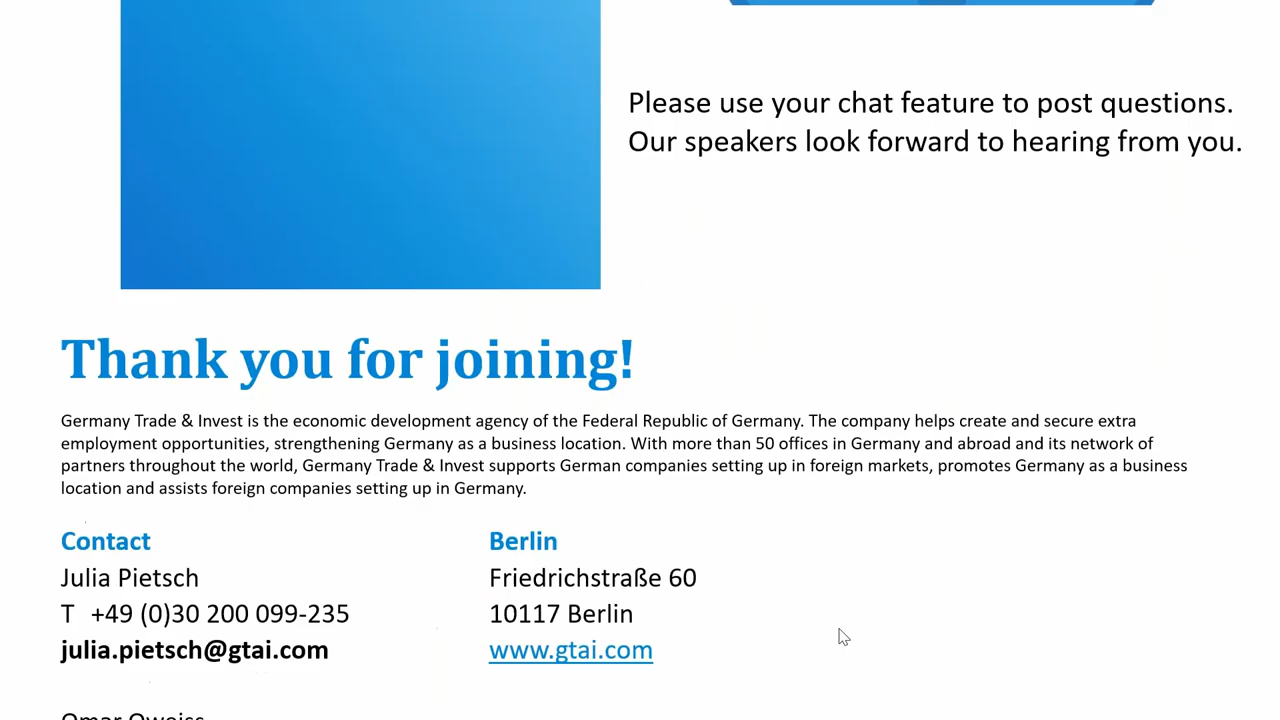 Please use your chat feature to post questions.
Our speakers look forward to hearing from you.
Thank you for joining!
Germany Trade & Invest is the economic development agency of the Federal Republic of Germany. The company helps create and secure extra
employment opportunities, strengthening Germany as a business location. With more than 50 offices in Germany and abroad and its network of
partners throughout the world, Germany Trade & Invest supports German companies setting up in foreign markets, promotes Germany as a business
location and assists foreign companies setting up in Germany.
Contact
Julia Pietsch
T +49 (0)30 200 099-235
julia.pietsch@gtai.com
Berlin
Friedrichstraße 60
10117 Berlin
www.gtai.com